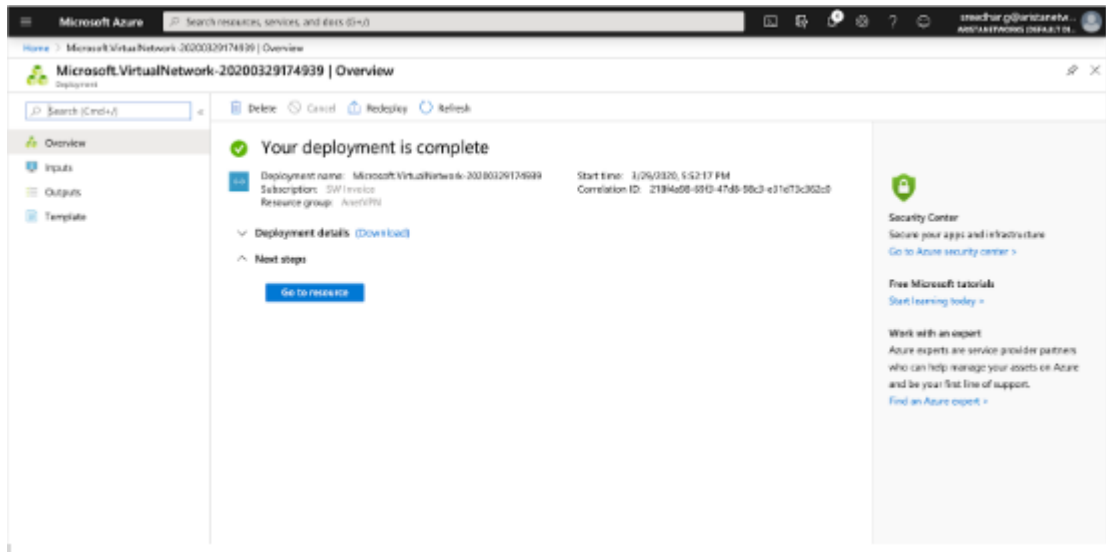 Microsoft Azure
Search resources, services, and docs (G+/)
Home > Microsoft.VirtualNetwork-20200329174939 | Overview
Microsoft.VirtualNetwork-20200329174939 | Overview
Deployment
Search (Cmd+/)
Delete Cancel Redeploy Refresh
Overview
Inputs
Outputs
Template
Your deployment is complete
Deployment name: Microsoft.VirtualNetwork-20200329174939
Subscription: SW Invoice
Resource group:
Start time: 3/29/2020, 5:52:17 PM
Correlation ID:
Deployment details (Download)
Next steps
Go to resource
Security Center
Secure your apps and infrastructure
Go to Azure security center >
Free Microsoft tutorials
Start learning today >
Work with an expert
Azure experts are service provider partners
who can help manage your assets on Azure
and be your first line of support.
Find an Azure expert >